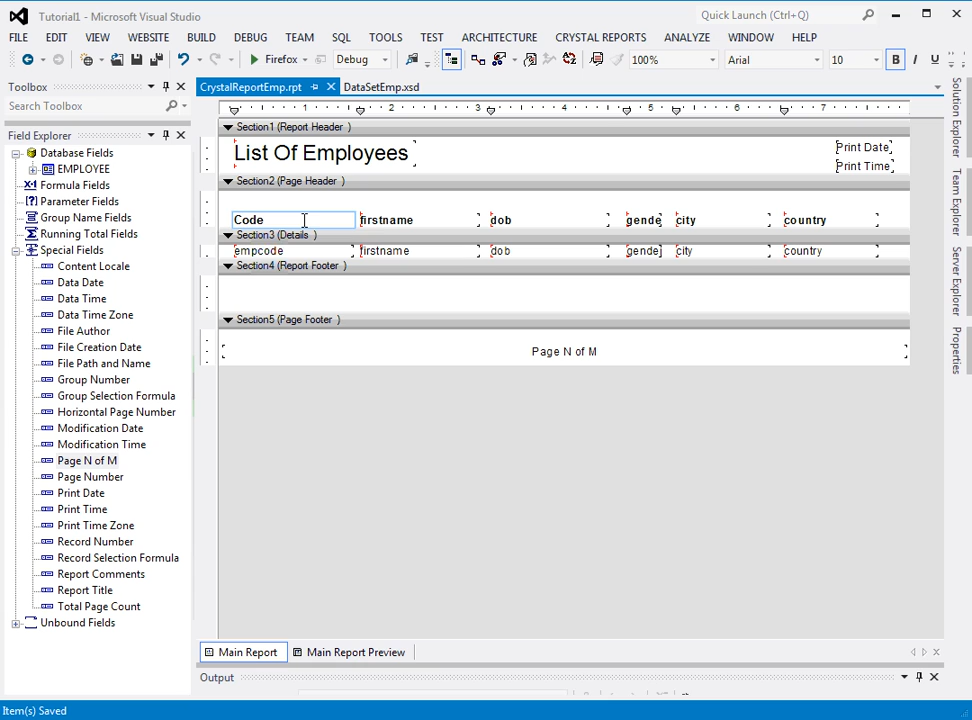 Tutorial1 - Microsoft Visual Studio
Quick Launch (Ctrl+Q)
FILE EDIT VIEW WEBSITE BUILD DEBUG TEAM SQL TOOLS TEST ARCHITECTURE CRYSTAL REPORTS ANALYZE WINDOW HELP
Firefox Debug 100% Arial 10 B I U
Toolbox
CrystalReportEmp.rpt DataSetEmp.xsd
Search Toolbox
1 2 3 4 5 6 7
Field Explorer
Section1 (Report Header )
Database Fields
List Of Employees
Print Date
EMPLOYEE
Print Time
Formula Fields
Section2 (Page Header )
Parameter Fields
Group Name Fields
Code firstname dob gende city country
Running Total Fields
Section3 (Details )
Special Fields
empcode firstname dob gende city country
Content Locale
Section4 (Report Footer )
Data Date
Data Time
Data Time Zone
Section5 (Page Footer )
File Author
File Creation Date
Page N of M
File Path and Name
Group Number
Group Selection Formula
Horizontal Page Number
Modification Date
Modification Time
Page N of M
Page Number
Print Date
Print Time
Print Time Zone
Record Number
Record Selection Formula
Report Comments
Report Title
Total Page Count
Unbound Fields
Main Report Main Report Preview
Output
Item(s) Saved
Solution Explorer
Team Explorer
Server Explorer
Properties